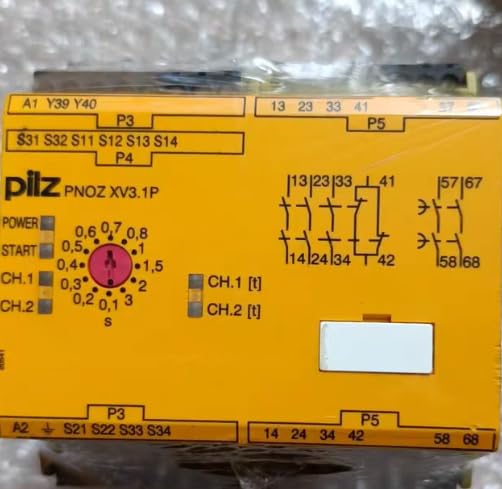 A1 Y39 Y40
P3
13 23 33 41 57
P5
S31 S32 S11 S12 S13 S14
P4
pilz PNOZ XV3.1P
13 23 33 41 57 67
POWER
START
CH.1
CH.2
0,1 0,2 0,3 0,4 0,5 0,6 0,7 0,8 1 1,5 2 3
s
CH.1 [t]
CH.2 [t]
14 24 34 42 58 68
P3
A2 S21 S22 S33 S34
P5
14 24 34 42 58 68